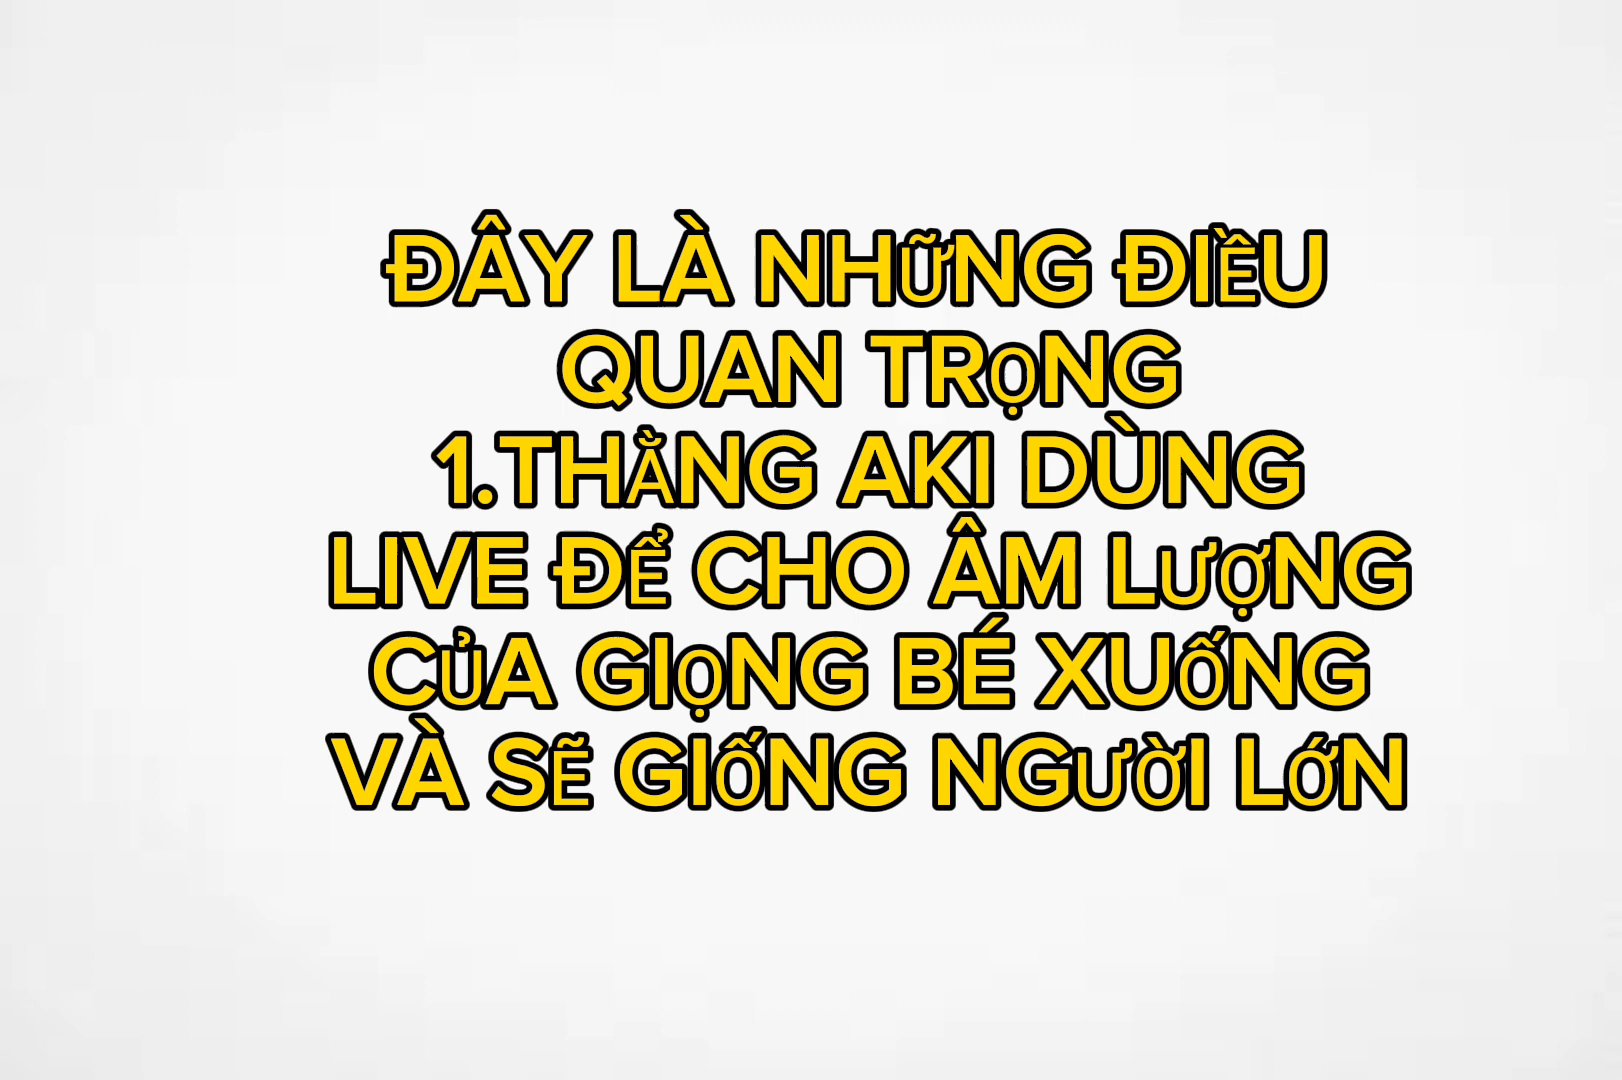 ĐÂY LÀ NHỮNG ĐIỀU
QUAN TRỌNG
1.THẰNG AKI DÙNG
LIVE ĐỂ CHO ÂM LƯỢNG
CỦA GIỌNG BÉ XUỐNG
VÀ SẼ GIỐNG NGƯỜI LỚN